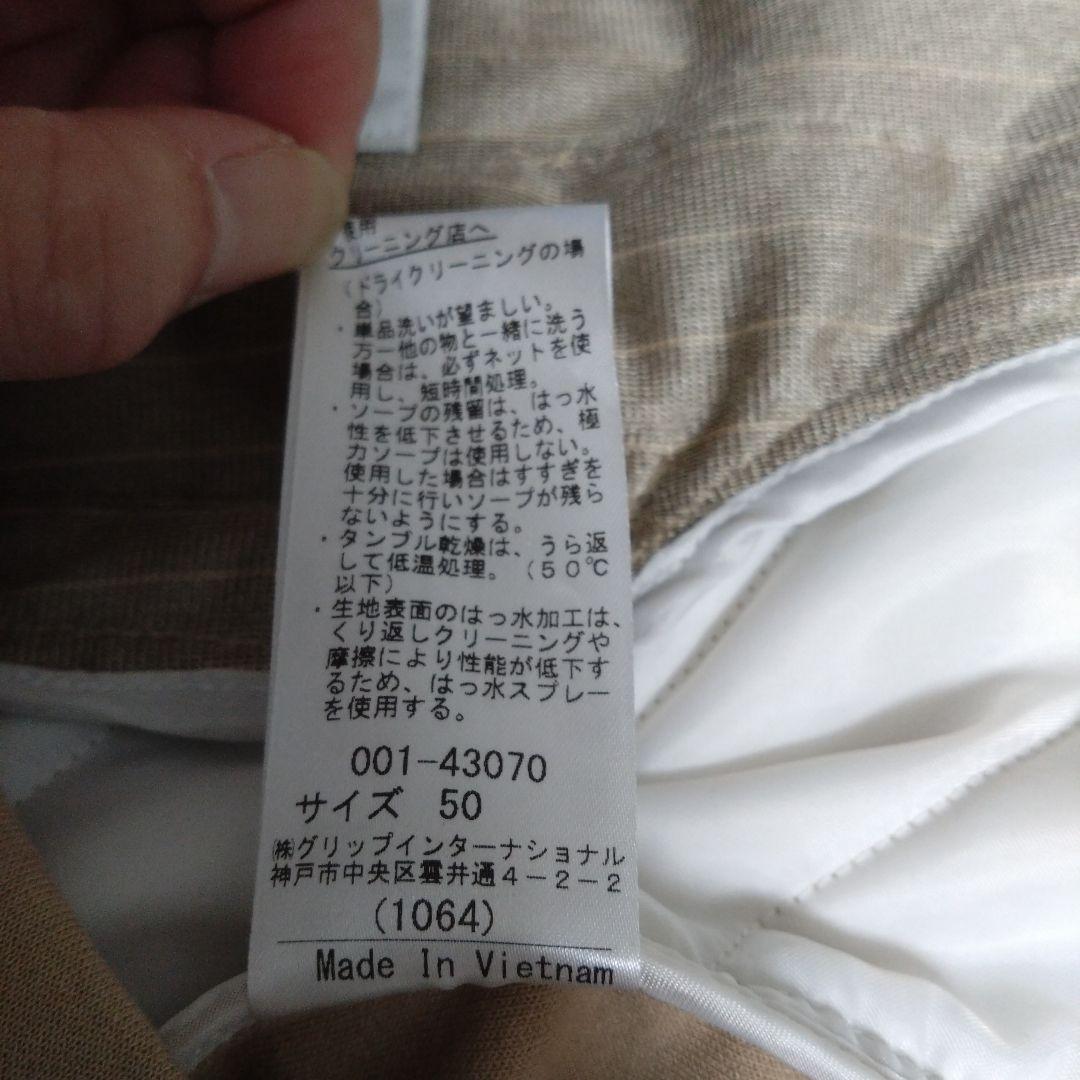 用
クリーニング店へ
（ドライクリーニングの場
合）
・単品洗いが望ましい。
万一他の物と一緒に洗う
場合は、必ずネットを使
用し、短時間処理。
・ソープの残留は、はっ水
性を低下させるため、極
力ソープは使用しない。
使用した場合はすすぎを
十分に行いソープが残ら
ないようにする。
・タンブル乾燥は、うら返
して低温処理。（５０℃
以下）
・生地表面のはっ水加工は、
くり返しクリーニングや
摩擦により性能が低下す
るため、はっ水スプレー
を使用する。
001-43070
サイズ 50
㈱グリップインターナショナル
神戸市中央区雲井通４－２－２
(1064)
Made In Vietnam